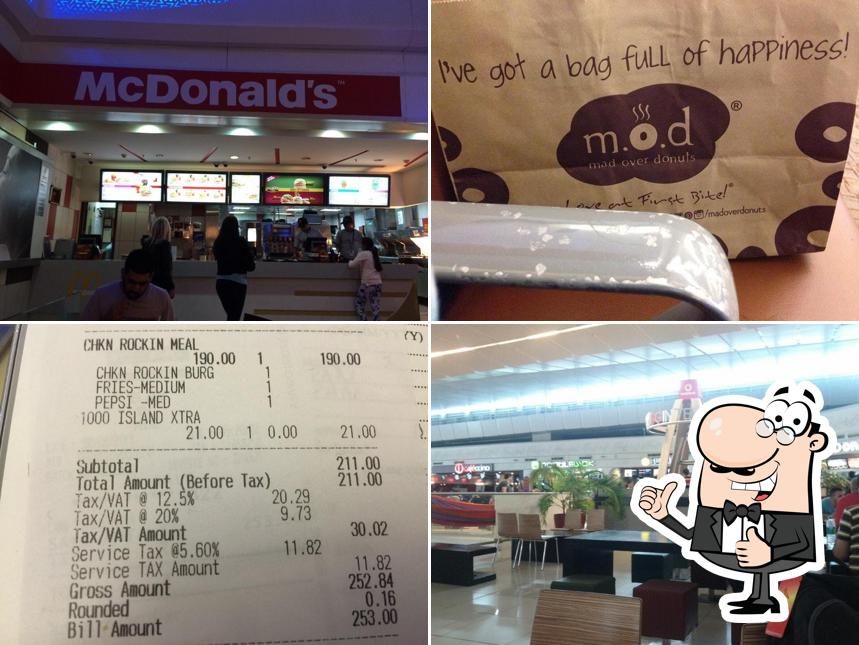 McDonald's™
I've got a bag full of happiness!
m.o.d ®
mad over donuts
Love at First Bite!®
/madoverdonuts
CHKN ROCKIN MEAL
190.00 1 190.00
CHKN ROCKIN BURG 1
FRIES-MEDIUM 1
PEPSI -MED 1
1000 ISLAND XTRA
21.00 1 0.00 21.00
Subtotal 211.00
Total Amount (Before Tax) 211.00
Tax/VAT @ 12.5% 20.29
Tax/VAT @ 20% 9.73
Tax/VAT Amount 30.02
Service Tax @5.60% 11.82
Service TAX Amount 11.82
Gross Amount 252.84
Rounded 0.16
Bill Amount 253.00